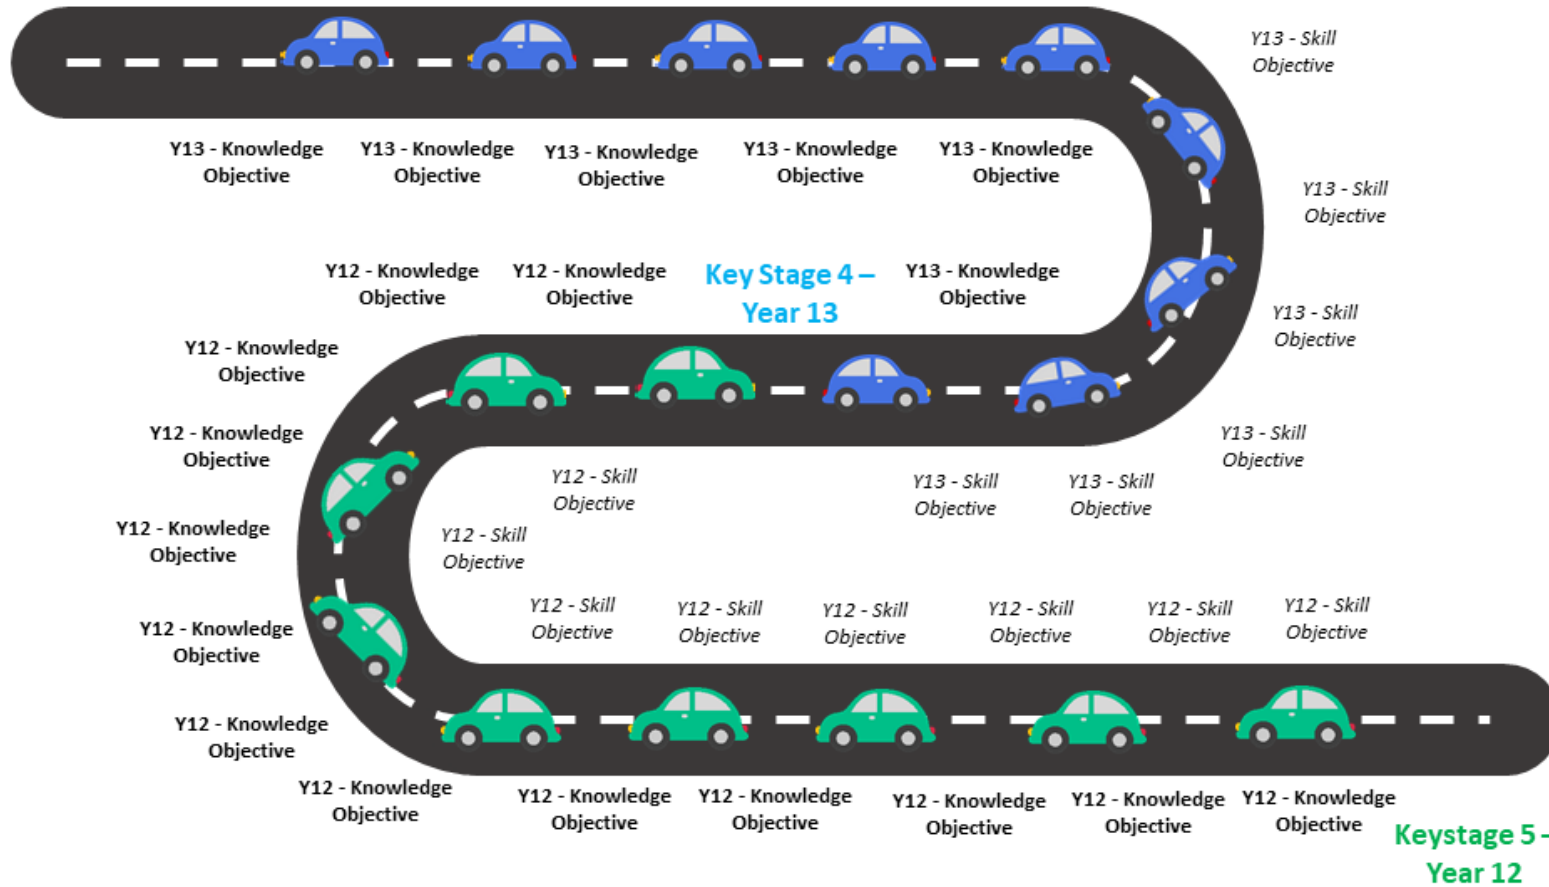 Y13 - Skill
Objective
Y13 - Knowledge
Objective
Y13 - Knowledge
Objective
Y13 - Knowledge
Objective
Y13 - Knowledge
Objective
Y13 - Knowledge
Objective
Y13 - Skill
Objective
Y12 - Knowledge
Objective
Y12 - Knowledge
Objective
Key Stage 4 –
Year 13
Y13 - Knowledge
Objective
Y13 - Skill
Objective
Y12 - Knowledge
Objective
Y12 - Knowledge
Objective
Y13 - Skill
Objective
Y12 - Skill
Objective
Y13 - Skill
Objective
Y13 - Skill
Objective
Y12 - Knowledge
Objective
Y12 - Skill
Objective
Y12 - Skill
Objective
Y12 - Skill
Objective
Y12 - Skill
Objective
Y12 - Skill
Objective
Y12 - Skill
Objective
Y12 - Skill
Objective
Y12 - Knowledge
Objective
Y12 - Knowledge
Objective
Y12 - Knowledge
Objective
Y12 - Knowledge
Objective
Y12 - Knowledge
Objective
Y12 - Knowledge
Objective
Y12 - Knowledge
Objective
Y12 - Knowledge
Objective
Keystage 5 –
Year 12